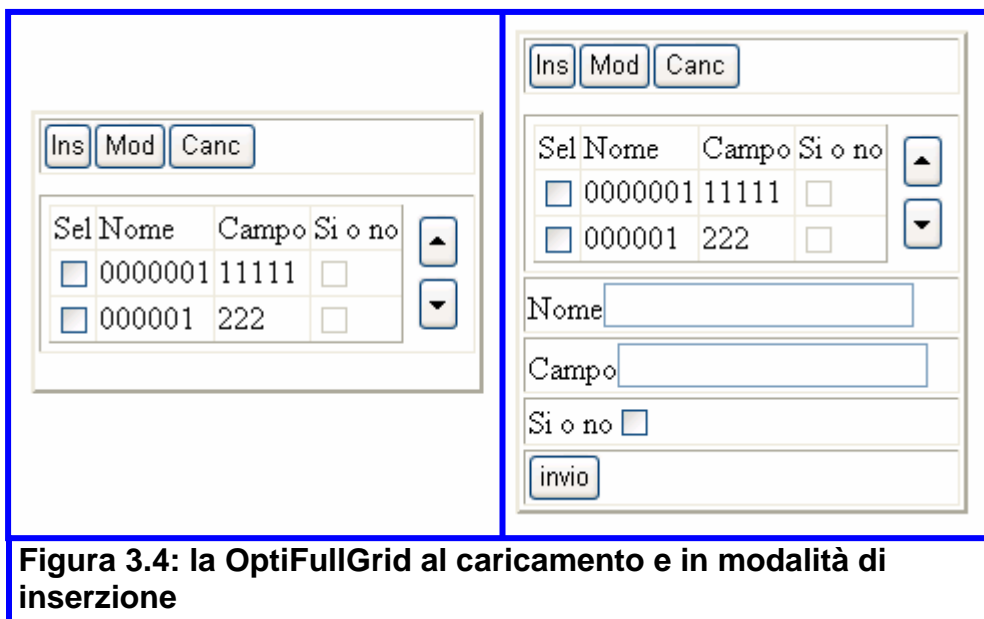 Ins Mod Canc
Sel Nome Campo Si o no
0000001 11111
000001 222
Ins Mod Canc
Sel Nome Campo Si o no
0000001 11111
000001 222
Nome
Campo
Si o no
invio
Figura 3.4: la OptiFullGrid al caricamento e in modalità di
inserzione